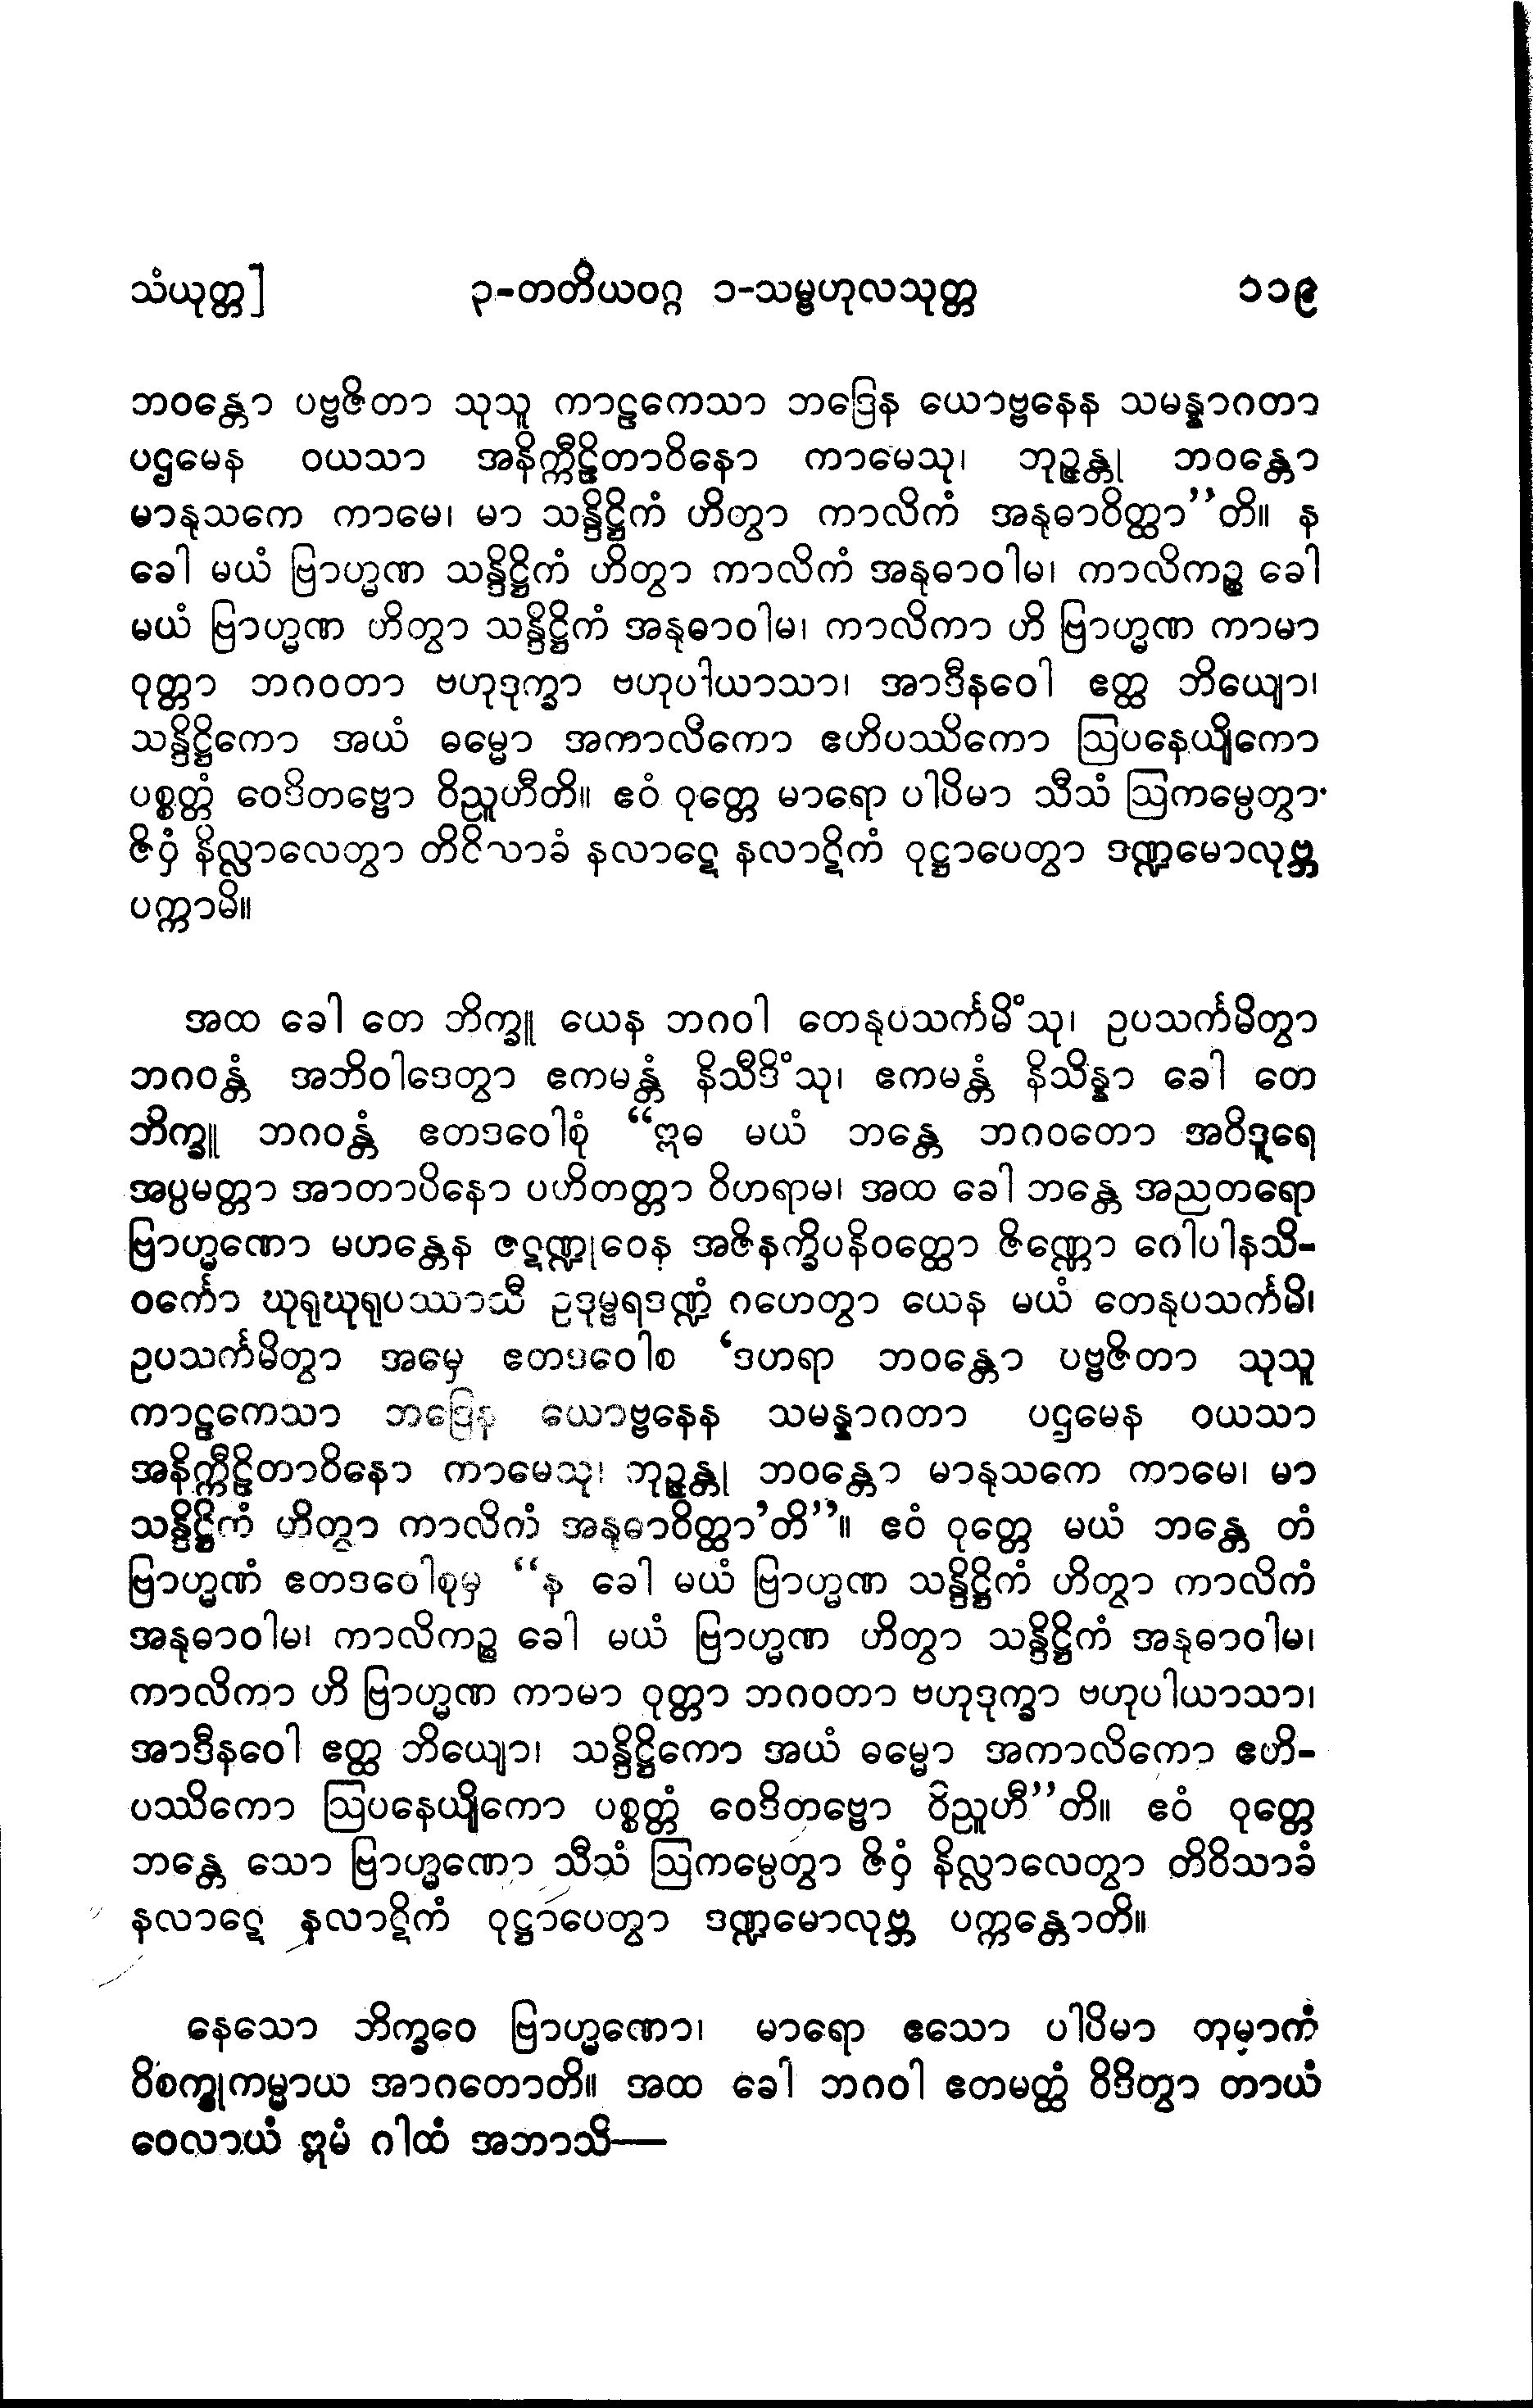 သံယုတ္တ] ၃-တတိယဝဂ္ဂ ၁-သမ္ဗဟုလသုတ္တ ၁၁၉
ဘဝန္တော ပဗ္ဗဇိတာ သုသူ ကာဠကေသာ ဘဒြေန ယောဗ္ဗနေန သမန္နာဂတာ
ပဌမေန ဝယသာ အနိက္ကီဠိတာဝိနော ကာမေသု၊ ဘုဉ္ဇန္တု ဘဝန္တော
မာနုသကေ ကာမေ၊ မာ သန္ဒိဋ္ဌိကံ ဟိတွာ ကာလိကံ အနုဓာဝိတ္ထာ”တိ။ န
ခေါ မယံ ဗြာဟ္မဏ သန္ဒိဋ္ဌိကံ ဟိတွာ ကာလိကံ အနုဓာဝါမ၊ ကာလိကဉ္စ ခေါ
မယံ ဗြာဟ္မဏ ဟိတွာ သန္ဒိဋ္ဌိကံ အနုဓာဝါမ၊ ကာလိကာ ဟိ ဗြာဟ္မဏ ကာမာ
ဝုတ္တာ ဘဂဝတာ ဗဟုဒုက္ခာ ဗဟုပါယာသာ၊ အာဒီနဝေါ ဧတ္ထ ဘိယျော၊
သန္ဒိဋ္ဌိကော အယံ ဓမ္မော အကာလိကော ဧဟိပဿိကော ဩပနေယျိကော
ပစ္စတ္တံ ဝေဒိတဗ္ဗော ဝိညူဟီတိ။ ဧဝံ ဝုတ္တေ မာရော ပါပိမာ သီသံ ဩကမ္ပေတွာ
ဇိဝှံ နိလ္လာလေတွာ တိဝိသာခံ နလာဋေ နလာဋိကံ ဝုဋ္ဌာပေတွာ ဒဏ္ဍမောလုဗ္ဘ
ပက္ကာမိ။
အထ ခေါ တေ ဘိက္ခူ ယေန ဘဂဝါ တေနုပသင်္ကမိံသု၊ ဥပသင်္ကမိတွာ
ဘဂဝန္တံ အဘိဝါဒေတွာ ဧကမန္တံ နိသီဒိံသု၊ ဧကမန္တံ နိသိန္နာ ခေါ တေ
ဘိက္ခူ ဘဂဝန္တံ ဧတဒဝေါစုံ “ဣဓ မယံ ဘန္တေ ဘဂဝတော အဝိဒူရေ
အပ္ပမတ္တာ အာတာပိနော ပဟိတတ္တာ ဝိဟရာမ၊ အထ ခေါ ဘန္တေ အညတရော
ဗြာဟ္မဏော မဟန္တေန ဇဋဏ္ဍုဝေန အဇိနက္ခိပနိဝတ္ထော ဇိဏ္ဏော ဂေါပါနသိ-
ဝင်္ကော ဃုရုဃုရုပဿာသီ ဥဒုမ္ဗရဒဏ္ဍံ ဂဟေတွာ ယေန မယံ တေနုပသင်္ကမိ၊
ဥပသင်္ကမိတွာ အမှေ ဧတဒဝေါစ ‘ဒဟရာ ဘဝန္တော ပဗ္ဗဇိတာ သုသူ
ကာဠကေသာ ဘဒြေန ယောဗ္ဗနေန သမန္နာဂတာ ပဌမေန ဝယသာ
အနိက္ကီဠိတာဝိနော ကာမေသု၊ ဘုဉ္ဇန္တု ဘဝန္တော မာနုသကေ ကာမေ၊ မာ
သန္ဒိဋ္ဌိကံ ဟိတွာ ကာလိကံ အနုဓာဝိတ္ထာ’တိ”။ ဧဝံ ဝုတ္တေ မယံ ဘန္တေ တံ
ဗြာဟ္မဏံ ဧတဒဝေါစုမှ “န ခေါ မယံ ဗြာဟ္မဏ သန္ဒိဋ္ဌိကံ ဟိတွာ ကာလိကံ
အနုဓာဝါမ၊ ကာလိကဉ္စ ခေါ မယံ ဗြာဟ္မဏ ဟိတွာ သန္ဒိဋ္ဌိကံ အနုဓာဝါမ၊
ကာလိကာ ဟိ ဗြာဟ္မဏ ကာမာ ဝုတ္တာ ဘဂဝတာ ဗဟုဒုက္ခာ ဗဟုပါယာသာ၊
အာဒီနဝေါ ဧတ္ထ ဘိယျော၊ သန္ဒိဋ္ဌိကော အယံ ဓမ္မော အကာလိကော ဧဟိ-
ပဿိကော ဩပနေယျိကော ပစ္စတ္တံ ဝေဒိတဗ္ဗော ဝိညူဟီ”တိ။ ဧဝံ ဝုတ္တေ
ဘန္တေ သော ဗြာဟ္မဏော သီသံ ဩကမ္ပေတွာ ဇိဝှံ နိလ္လာလေတွာ တိဝိသာခံ
နလာဋေ နလာဋိကံ ဝုဋ္ဌာပေတွာ ဒဏ္ဍမောလုဗ္ဘ ပက္ကန္တောတိ။
နေသော ဘိက္ခဝေ ဗြာဟ္မဏော၊ မာရော ဧသော ပါပိမာ တုမှာကံ
ဝိစက္ခုကမ္မာယ အာဂတောတိ။ အထ ခေါ ဘဂဝါ ဧတမတ္ထံ ဝိဒိတွာ တာယံ
ဝေလာယံ ဣမံ ဂါထံ အဘာသိ—